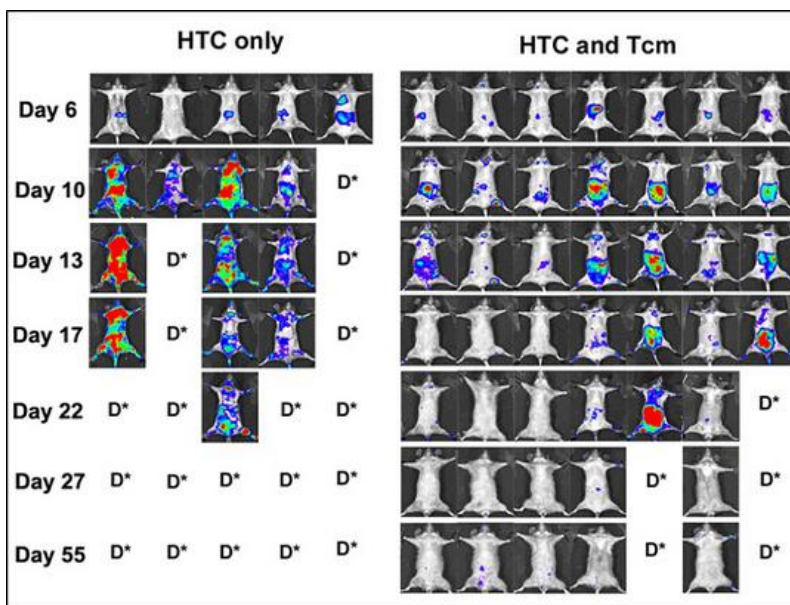 HTC only HTC and Tcm
Day 6
Day 10 D*
Day 13 D* D*
Day 17 D* D*
Day 22 D* D* D* D* D*
Day 27 D* D* D* D* D* D* D*
Day 55 D* D* D* D* D* D* D*